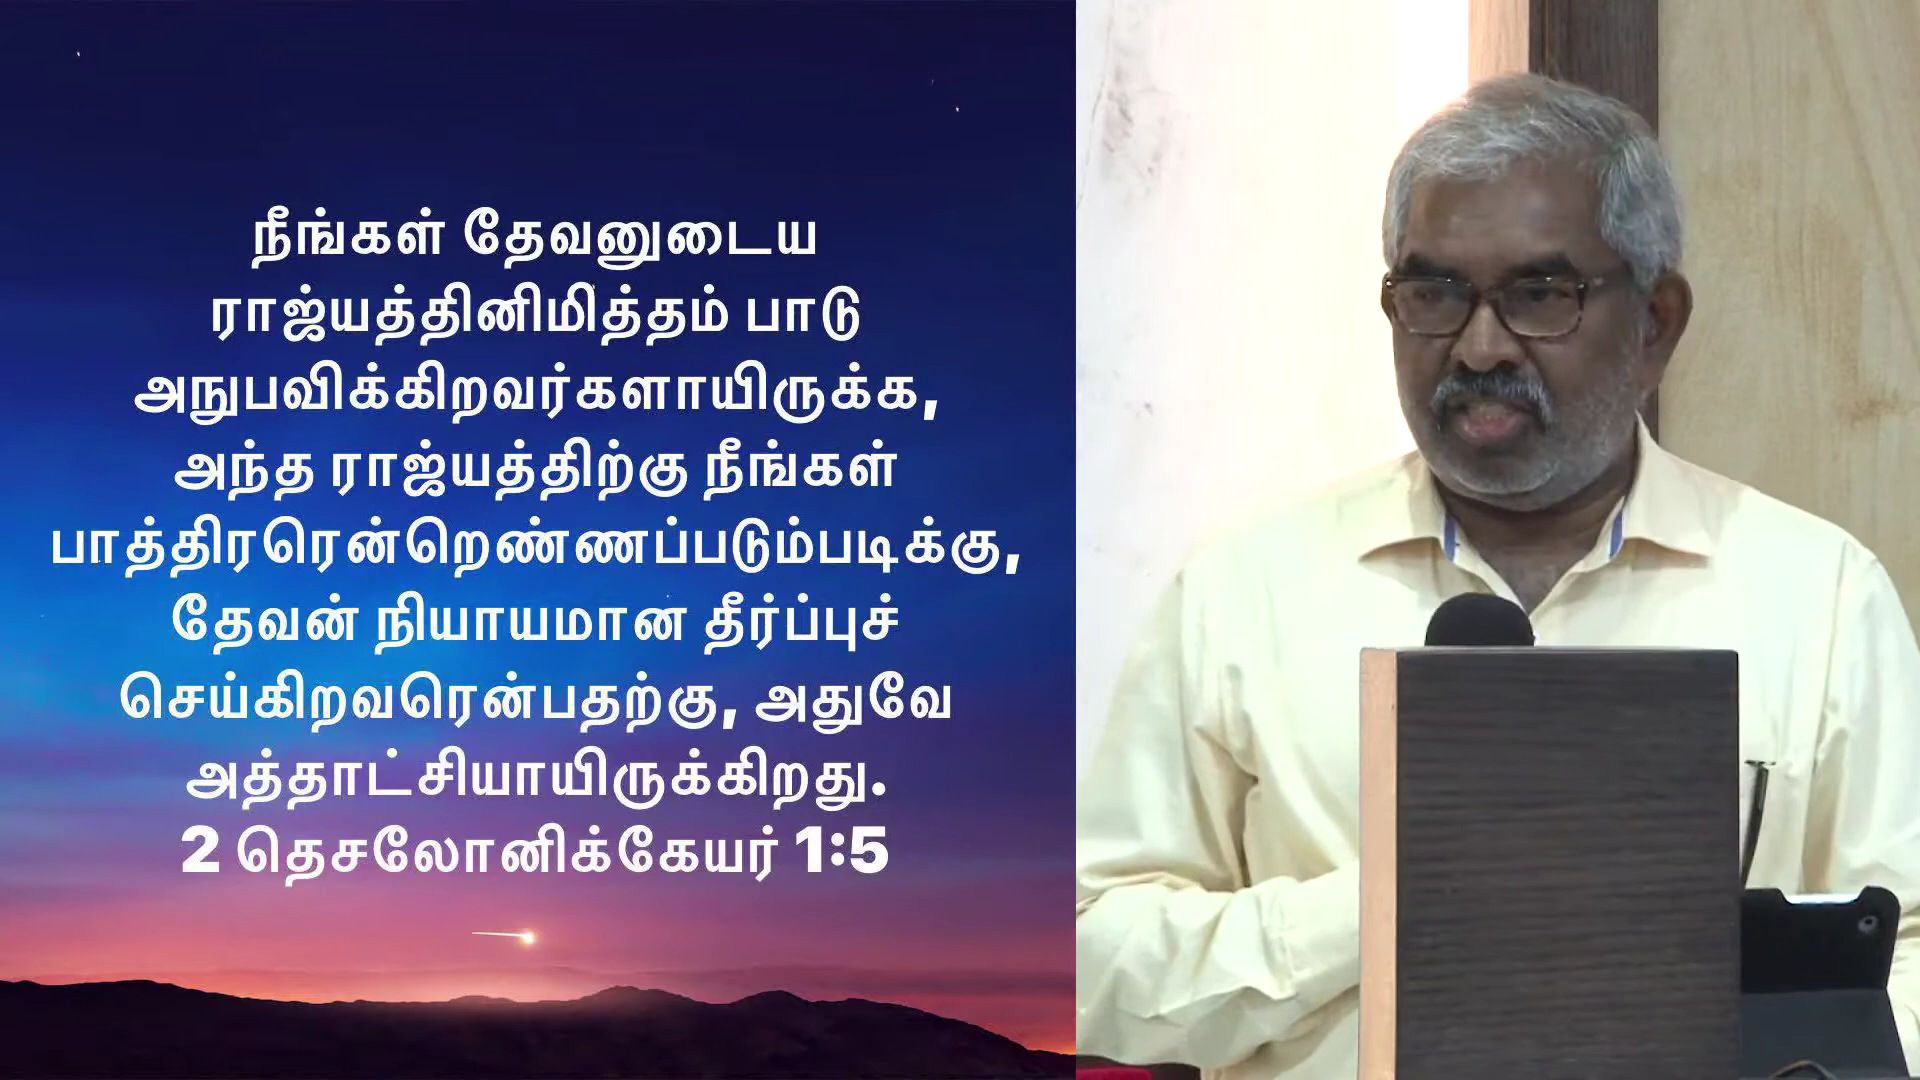 நீங்கள் தேவனுடைய
ராஜ்யத்தினிமித்தம் பாடு
அநுபவிக்கிறவர்களாயிருக்க,
அந்த ராஜ்யத்திற்கு நீங்கள்
பாத்திரரென்றெண்ணப்படும்படிக்கு,
தேவன் நியாயமான தீர்ப்புச்
செய்கிறவரென்பதற்கு, அதுவே
அத்தாட்சியாயிருக்கிறது.
2 தெசலோனிக்கேயர் 1:5